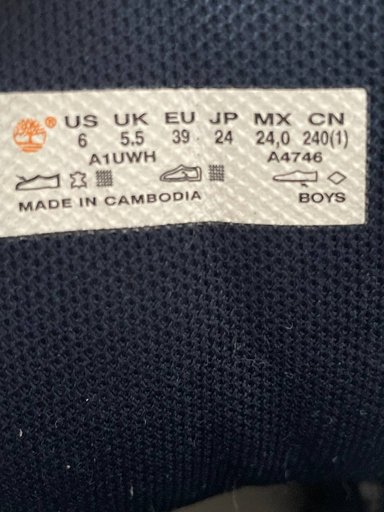 ® US UK EU JP MX CN
6 5.5 39 24 24,0 240(1)
A1UWH A4746
MADE IN CAMBODIA BOYS